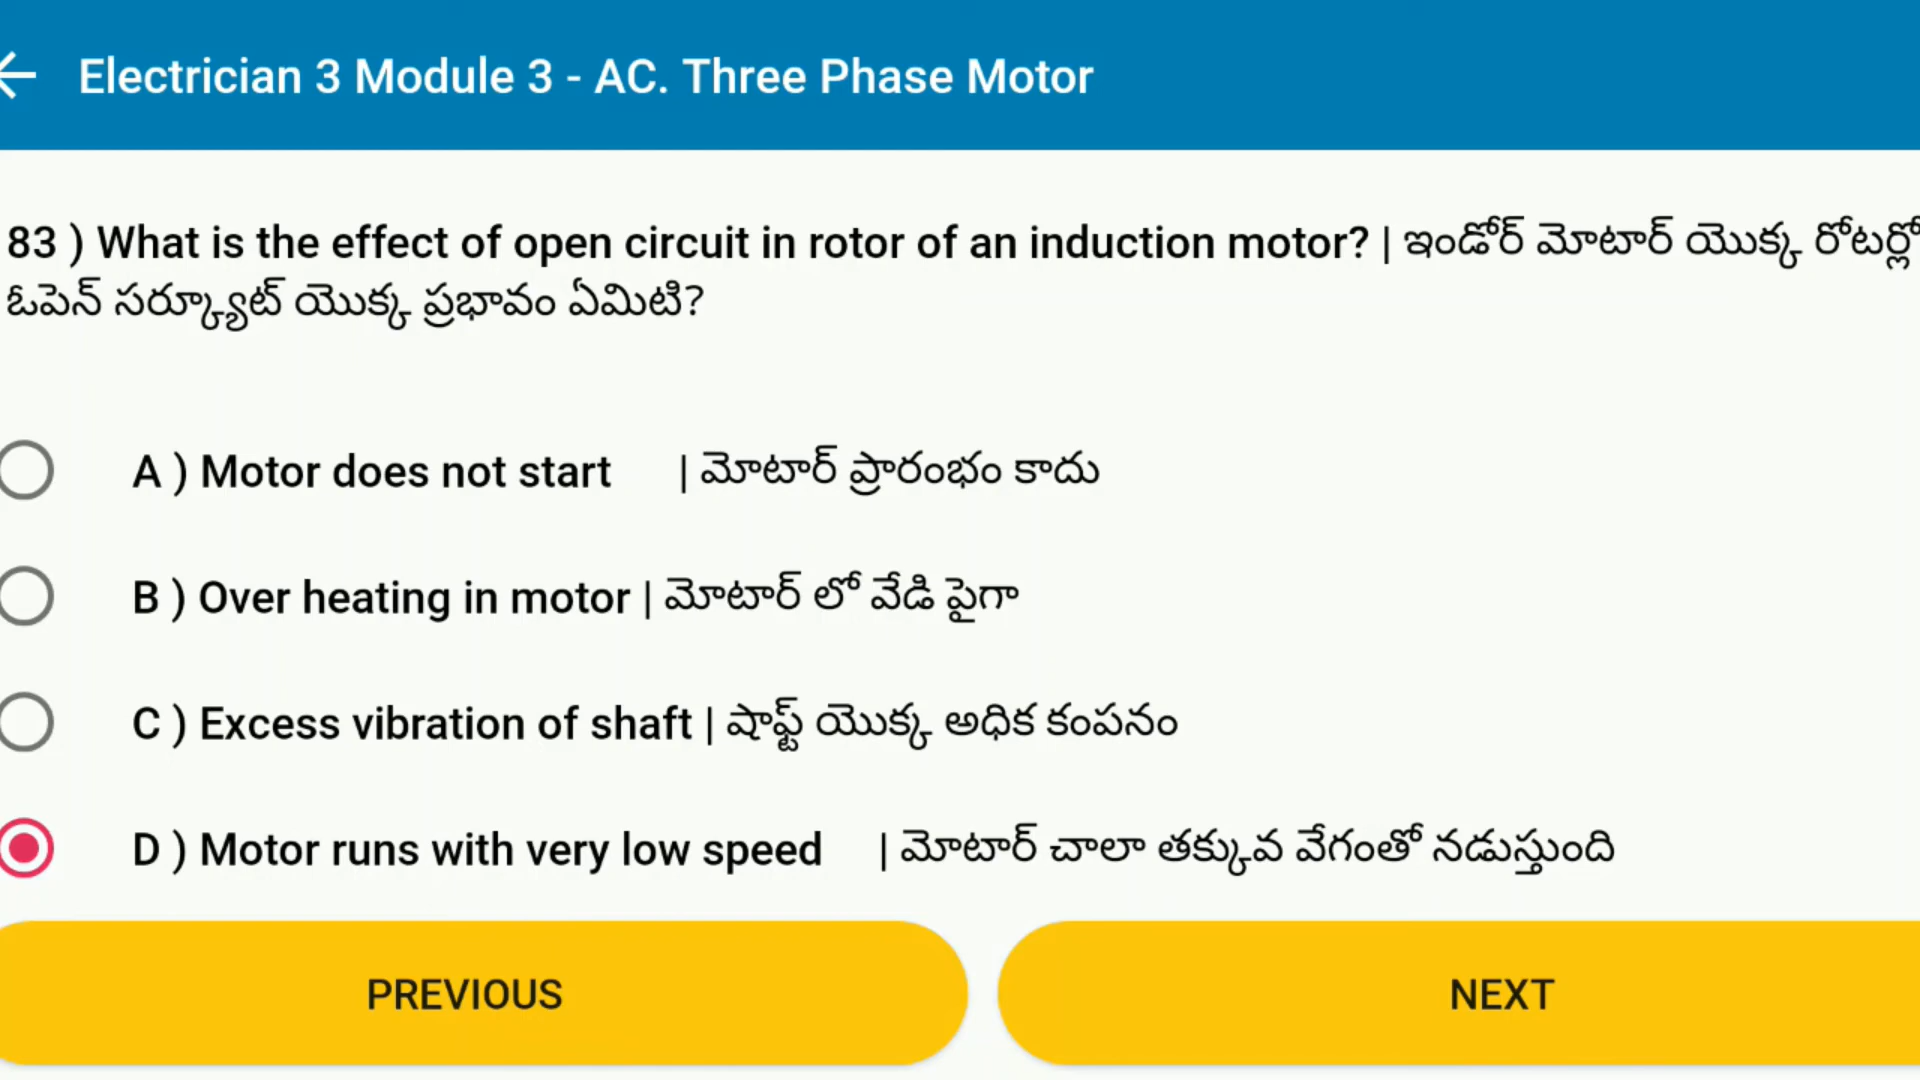 Electrician 3 Module 3 - AC. Three Phase Motor
83 ) What is the effect of open circuit in rotor of an induction motor? | ఇండోర్ మోటార్ యొక్క రోటర్లో
ఓపెన్ సర్క్యూట్ యొక్క ప్రభావం ఏమిటి?
A ) Motor does not start | మోటార్ ప్రారంభం కాదు
B ) Over heating in motor | మోటార్ లో వేడి పైగా
C ) Excess vibration of shaft | షాఫ్ట్ యొక్క అధిక కంపనం
D ) Motor runs with very low speed | మోటార్ చాలా తక్కువ వేగంతో నడుస్తుంది
PREVIOUS
NEXT